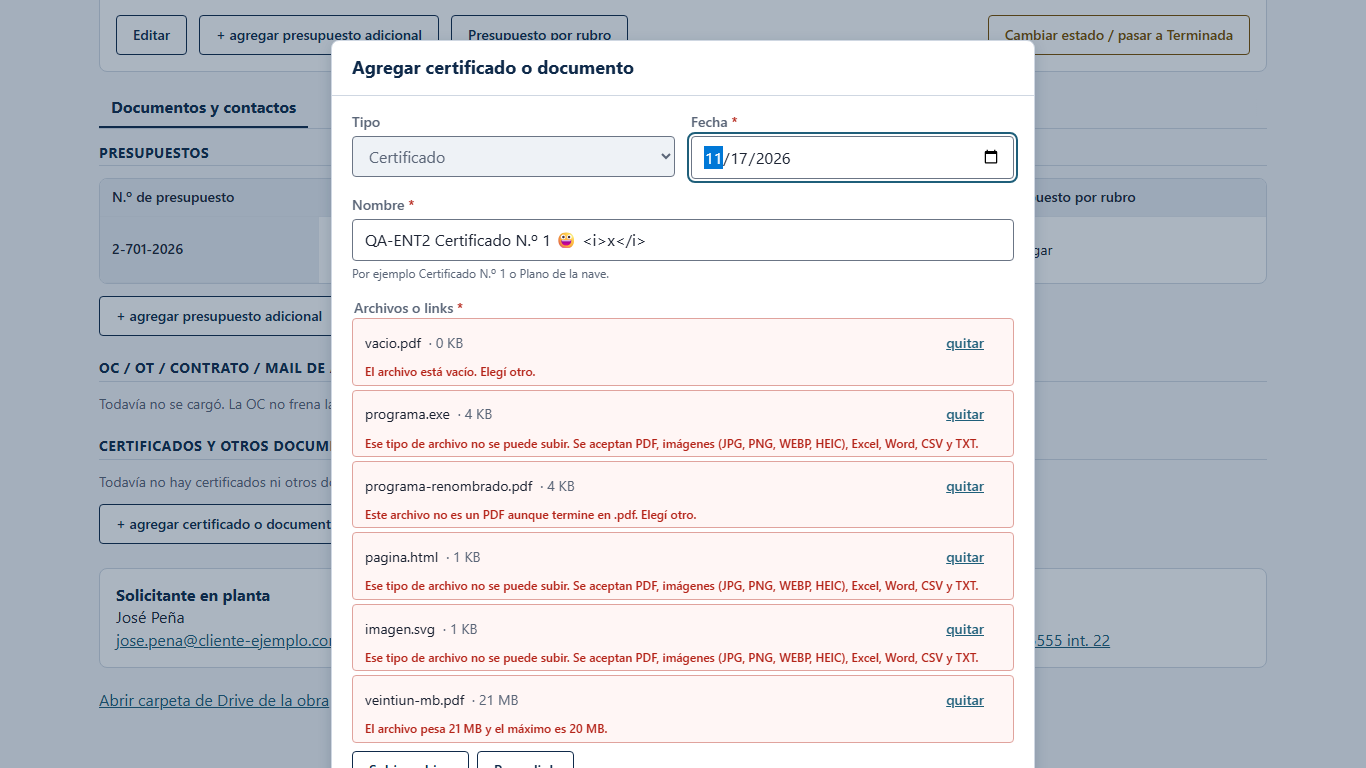 Editar
+ agregar presupuesto adicional
Presupuesto por rubro
Cambiar estado / pasar a Terminada
Agregar certificado o documento
Documentos y contactos
Tipo
Fecha *
Certificado
11/17/2026
PRESUPUESTOS
N.º de presupuesto
uesto por rubro
Nombre *
QA-ENT2 Certificado N.º 1 😀 <i>x</i>
2-701-2026
gar
Por ejemplo Certificado N.º 1 o Plano de la nave.
Archivos o links *
+ agregar presupuesto adicional
vacio.pdf · 0 KB
quitar
El archivo está vacío. Elegí otro.
OC / OT / CONTRATO / MAIL DE
Todavía no se cargó. La OC no frena la
programa.exe · 4 KB
quitar
Ese tipo de archivo no se puede subir. Se aceptan PDF, imágenes (JPG, PNG, WEBP, HEIC), Excel, Word, CSV y TXT.
CERTIFICADOS Y OTROS DOCUM
Todavía no hay certificados ni otros
programa-renombrado.pdf · 4 KB
quitar
Este archivo no es un PDF aunque termine en .pdf. Elegí otro.
+ agregar certificado o document
pagina.html · 1 KB
quitar
Ese tipo de archivo no se puede subir. Se aceptan PDF, imágenes (JPG, PNG, WEBP, HEIC), Excel, Word, CSV y TXT.
Solicitante en planta
José Peña
jose.pena@cliente-ejemplo.co
555 int. 22
imagen.svg · 1 KB
quitar
Ese tipo de archivo no se puede subir. Se aceptan PDF, imágenes (JPG, PNG, WEBP, HEIC), Excel, Word, CSV y TXT.
Abrir carpeta de Drive de la obra
veintiun-mb.pdf · 21 MB
quitar
El archivo pesa 21 MB y el máximo es 20 MB.